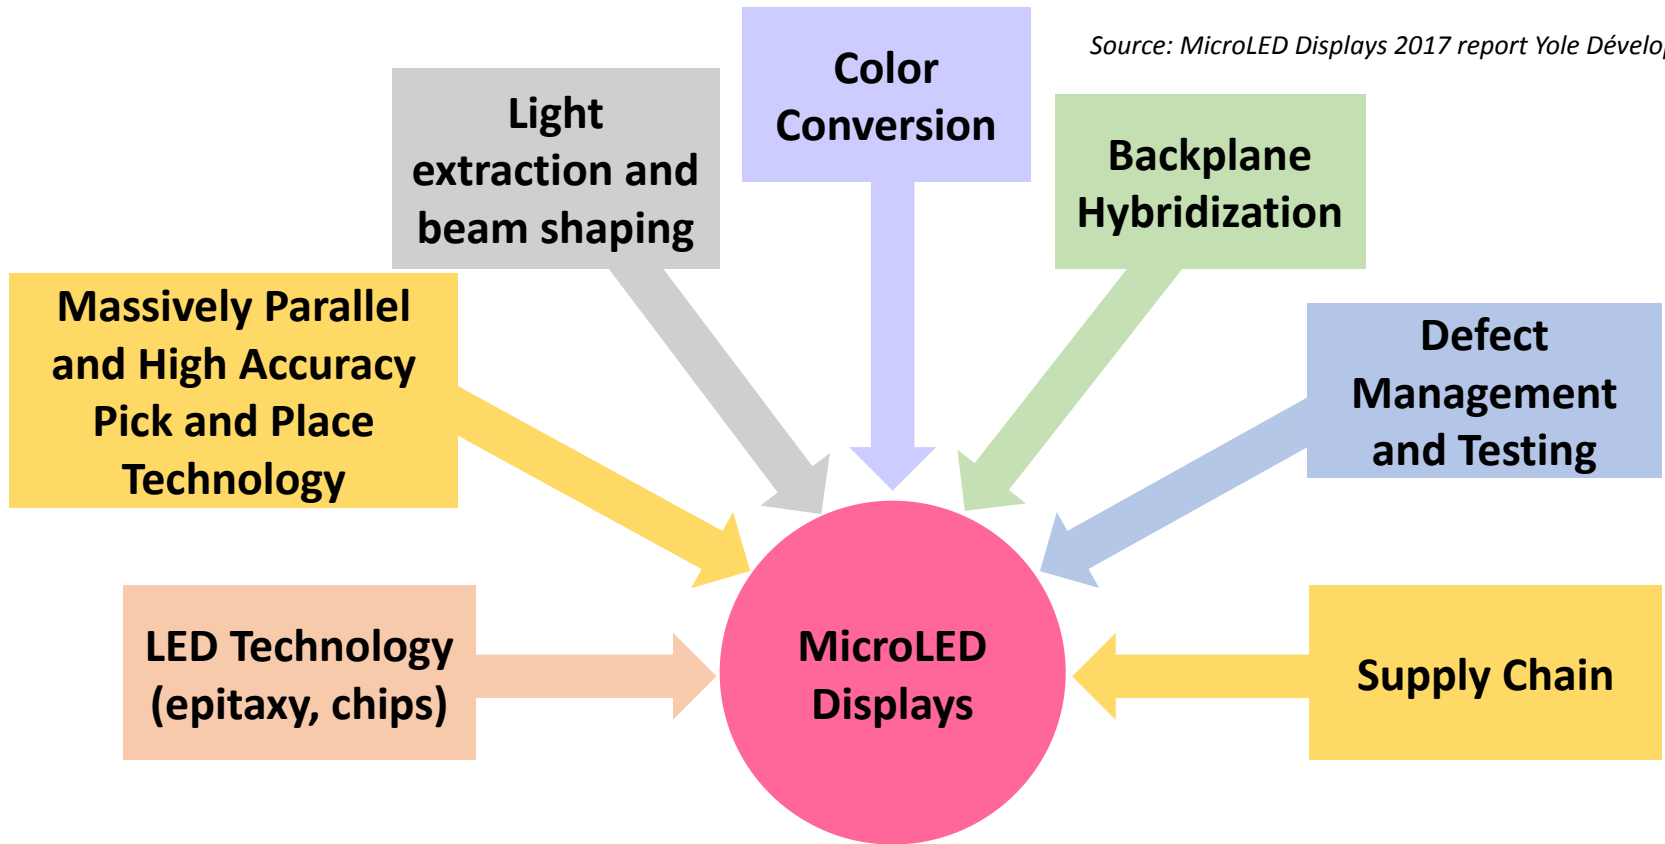 Source: MicroLED Displays 2017 report Yole
Color
Conversion
Light
extraction and
beam shaping
Backplane
Hybridization
Massively Parallel
and High Accuracy
Pick and Place
Technology
Defect
Management
and Testing
LED Technology
(epitaxy, chips)
MicroLED
Displays
Supply Chain